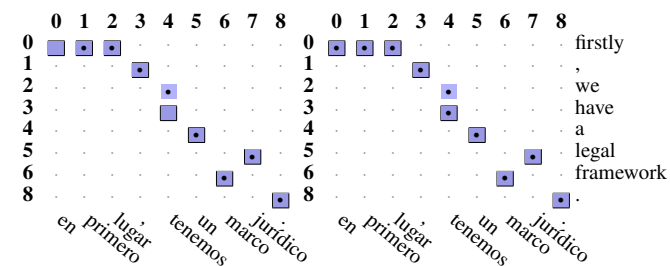 0 1 2 3 4 5 6 7 8 0 1 2 3 4 5 6 7 8
0 0 firstly
1 1 ,
2 2 we
3 3 have
4 4 a
5 5 legal
6 6 framework
8 8 .
en primero lugar , tenemos un marco jurídico . en primero lugar , tenemos un marco jurídico .